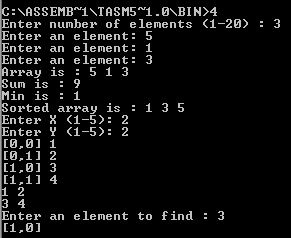 C:\ASSEMB~1\TASM5~1.0\BIN>4
Enter number of elements (1-20) : 3
Enter an element: 5
Enter an element: 1
Enter an element: 3
Array is : 5 1 3
Sum is : 9
Min is : 1
Sorted array is : 1 3 5
Enter X (1-5): 2
Enter Y (1-5): 2
[0,0] 1
[0,1] 2
[1,0] 3
[1,1] 4
1 2
3 4
Enter an element to find : 3
[1,0]